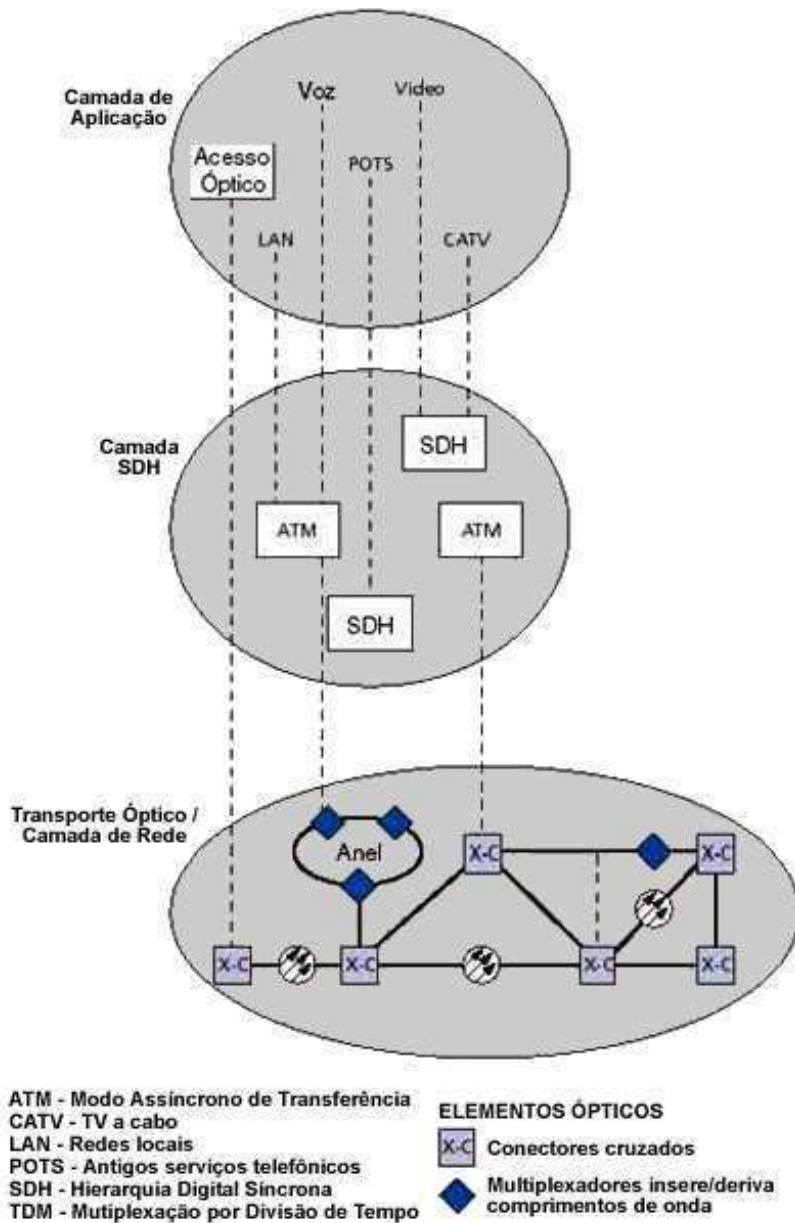 Camada de
Aplicação
Voz
Video
Acesso
Óptico
POTS
LAN
CATV
Camada
SDH
SDH
ATM
ATM
SDH
Transporte Óptico /
Camada de Rede
Anel
X-C
X-C
X-C
X-C
X-C
X-C
ATM - Modo Assíncrono de Transferência
CATV - TV a cabo
LAN - Redes locais
POTS - Antigos serviços telefônicos
SDH - Hierarquia Digital Síncrona
TDM - Mutiplexação por Divisão de Tempo
ELEMENTOS ÓPTICOS
X-C Conectores cruzados
Multiplexadores insere/deriva
comprimentos de onda